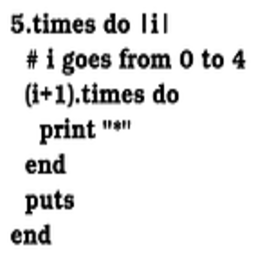 5.times do |i|
# i goes from 0 to 4
(i+1).times do
print "*"
end
puts
end